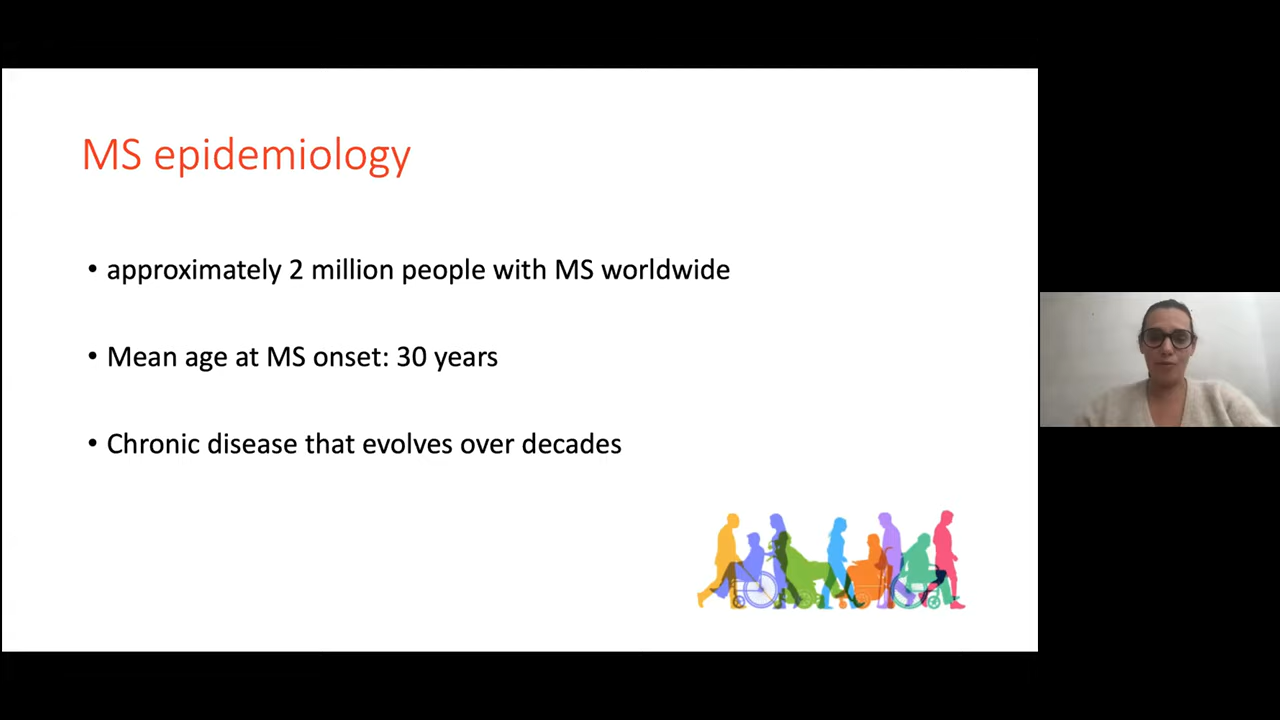 MS epidemiology
• approximately 2 million people with MS worldwide
• Mean age at MS onset: 30 years
• Chronic disease that evolves over decades